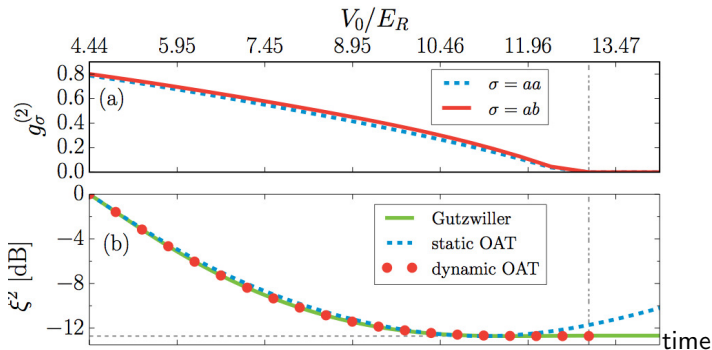 V₀/E_R
4.44 5.95 7.45 8.95 10.46 11.96 13.47
0.8
0.6
0.4
0.2
0.0
g_σ^(2)
(a)
σ = aa
σ = ab
0
−4
−8
−12
ξ² [dB]
(b)
Gutzwiller
static OAT
dynamic OAT
time